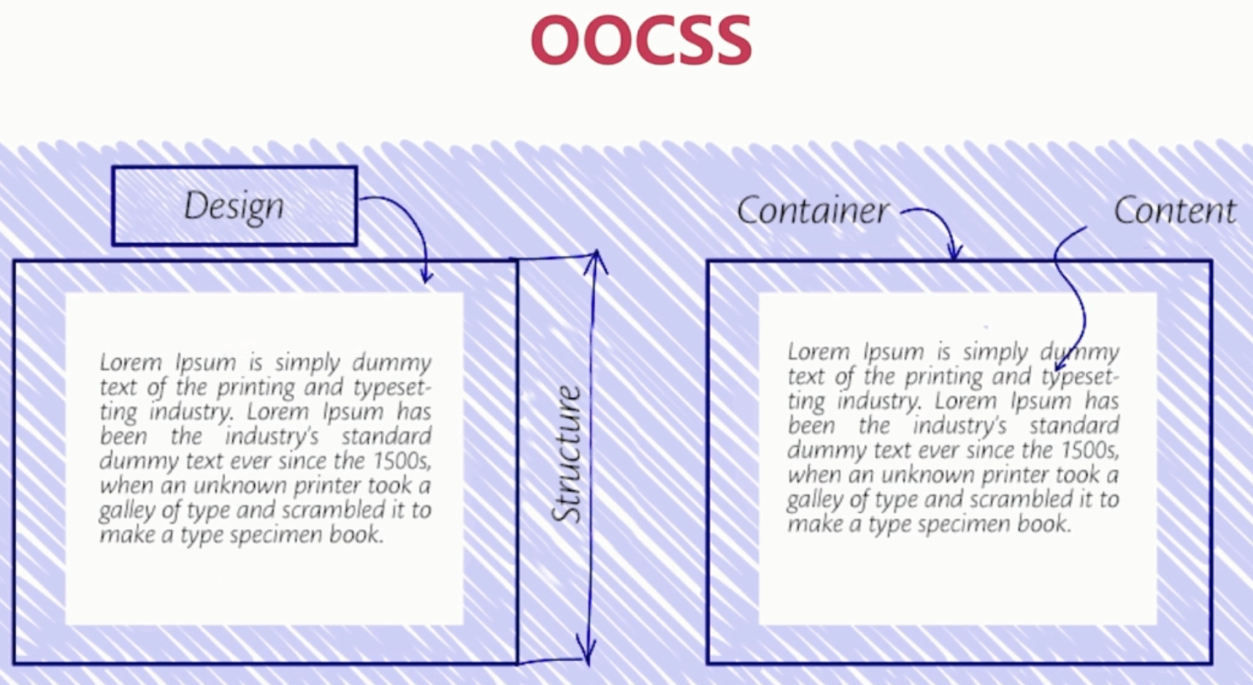 OOCSS
Design
Lorem Ipsum is simply dummy
text of the printing and typeset-
ting industry. Lorem Ipsum has
been the industry's standard
dummy text ever since the 1500s,
when an unknown printer took a
galley of type and scrambled it to
make a type specimen book.
Structure
Container
Content
Lorem Ipsum is simply dummy
text of the printing and typeset-
ting industry. Lorem Ipsum has
been the industry's standard
dummy text ever since the 1500s,
when an unknown printer took a
galley of type and scrambled it to
make a type specimen book.